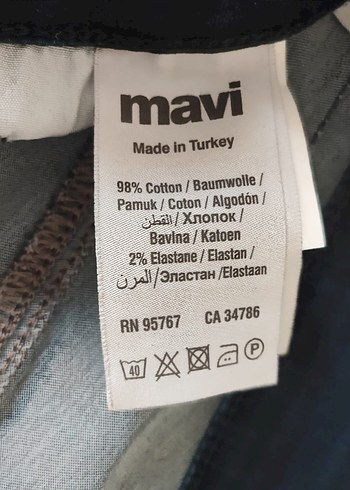 mavi
Made in Turkey
98% Cotton / Baumwolle /
Pamuk / Coton / Algodón /
القطن / Хлопок /
Bavlna / Katoen
2% Elastane / Elastan /
المرن/Эластан /Elastaan
RN 95767 CA 34786
40 P